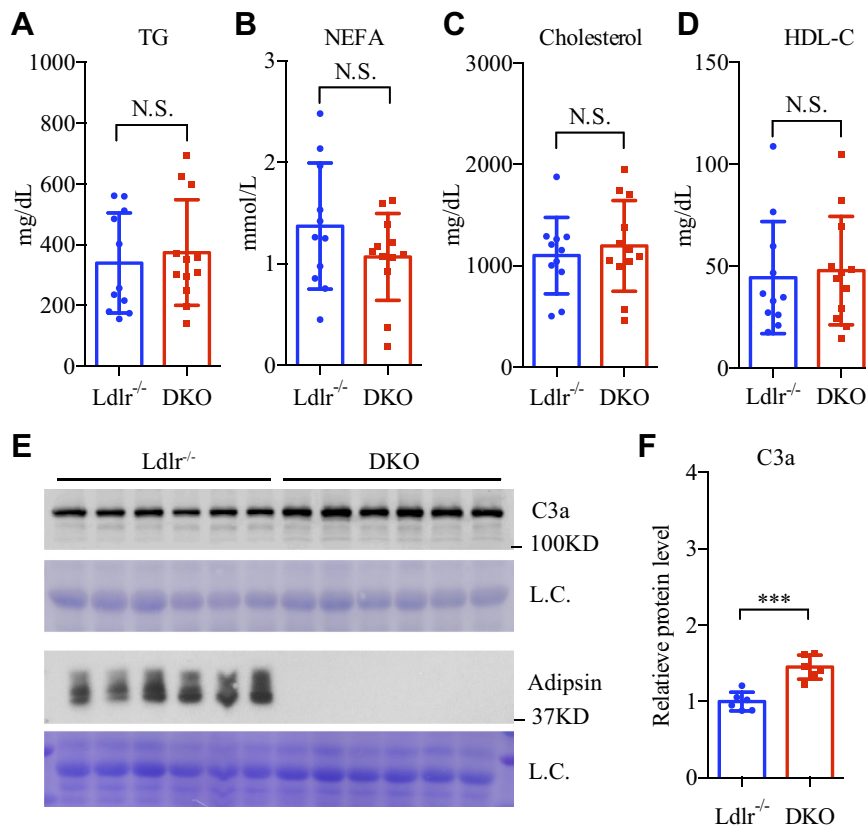 A
TG
mg/dL
1000
800
600
400
200
0
N.S.
Ldlr-/- DKO
B
NEFA
mmol/L
3
2
1
0
N.S.
Ldlr-/- DKO
C
Cholesterol
mg/dL
3000
2000
1000
0
N.S.
Ldlr-/- DKO
D
HDL-C
mg/dL
150
100
50
0
N.S.
Ldlr-/- DKO
E
Ldlr-/- DKO
C3a
100KD
L.C.
Adipsin
37KD
L.C.
F
C3a
Relatieve protein level
4
3
2
1
0
***
Ldlr-/- DKO